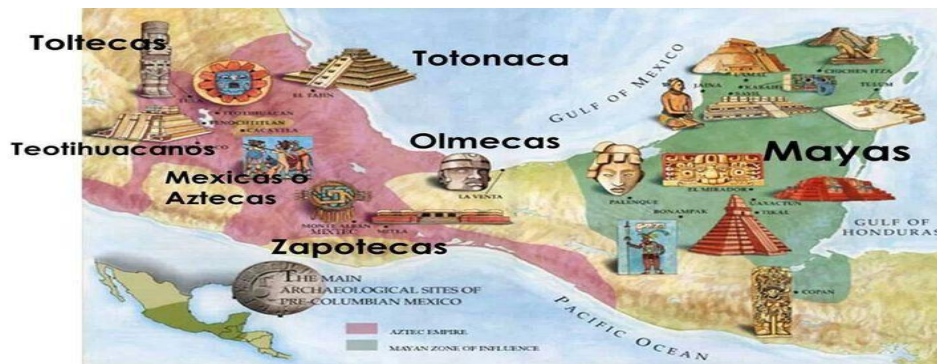 Toltecas
Totonaca
GULF OF MEXICO
UXMAL
CHICHEN ITZA
JAINA
KABAH
SAYIL
TULUM
EL TAJIN
TULA
TEOTIHUACAN
TENOCHTITLAN
CACAXTLA
Teotihuacanos
Olmecas
Mayas
Mexicas o
Aztecas
LA VENTA
EL MIRADOR
PALENQUE
UAXACTUN
TIKAL
BONAMPAK
GULF OF
HONDURAS
MONTE ALBAN
MIXTEC
MITLA
Zapotecas
THE MAIN
ARCHAEOLOGICAL SITES OF
PRE-COLUMBIAN MEXICO
COPAN
PACIFIC OCEAN
AZTEC EMPIRE
MAYAN ZONE OF INFLUENCE